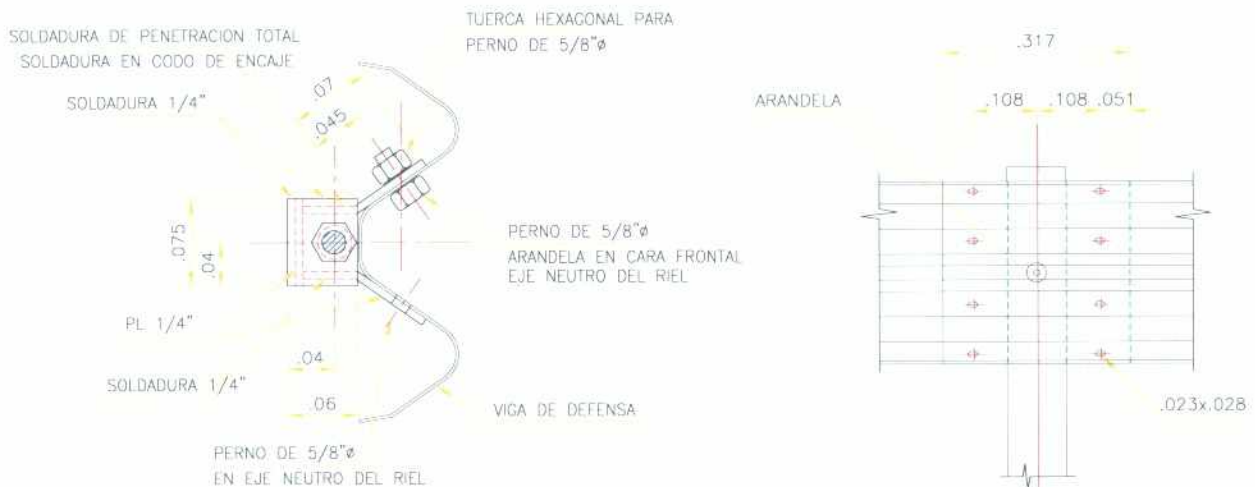 TUERCA HEXAGONAL PARA
PERNO DE 5/8"ø
SOLDADURA DE PENETRACION TOTAL
SOLDADURA EN CODO DE ENCAJE
SOLDADURA 1/4"
.07
.045
.075
.04
PERNO DE 5/8"ø
ARANDELA EN CARA FRONTAL
EJE NEUTRO DEL RIEL
PL 1/4"
.04
SOLDADURA 1/4"
.06
VIGA DE DEFENSA
PERNO DE 5/8"ø
EN EJE NEUTRO DEL RIEL
.317
ARANDELA
.108 .108 .051
.023x.028